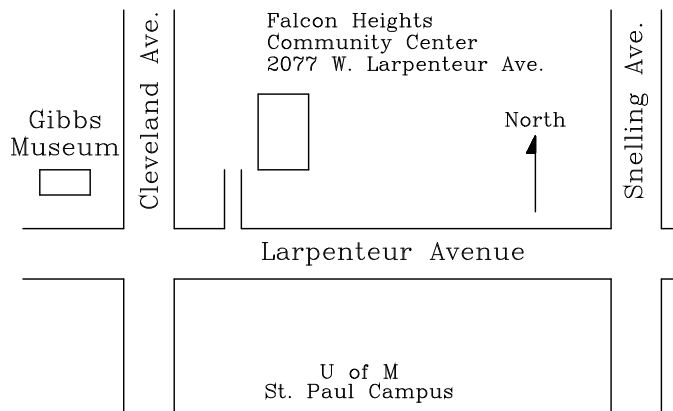 Falcon Heights
Community Center
2077 W. Larpenteur Ave.
Cleveland Ave.
Snelling Ave.
Gibbs
Museum
North
Larpenteur Avenue
U of M
St. Paul Campus